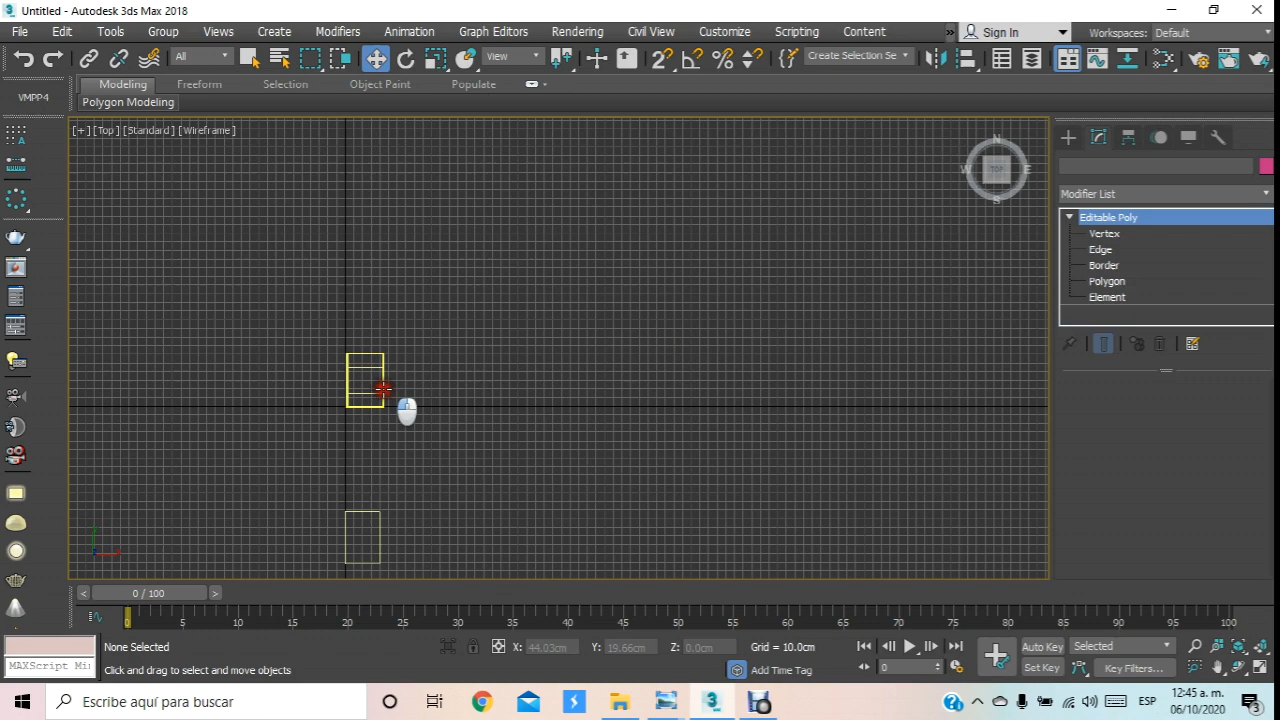 Untitled - Autodesk 3ds Max 2018
File Edit Tools Group Views Create Modifiers Animation Graph Editors Rendering Civil View Customize Scripting Content » Sign In Workspaces: Default
All View Create Selection Se
Modeling Freeform Selection Object Paint Populate
VMPP4 Polygon Modeling
[+] [Top] [Standard] [Wireframe]
N
W TOP E
S
Modifier List
Editable Poly
Vertex
Edge
Border
Polygon
Element
< 0 / 100 >
0 5 10 15 20 25 30 35 40 45 50 55 60 65 70 75 80 85 90 95 100
None Selected X: 44.03cm Y: 19.66cm Z: 0.0cm Grid = 10.0cm Auto Key Selected
MAXScript Mi Click and drag to select and move objects Add Time Tag 0 Set Key Key Filters...
Escribe aquí para buscar ESP 12:45 a. m.
06/10/2020 3